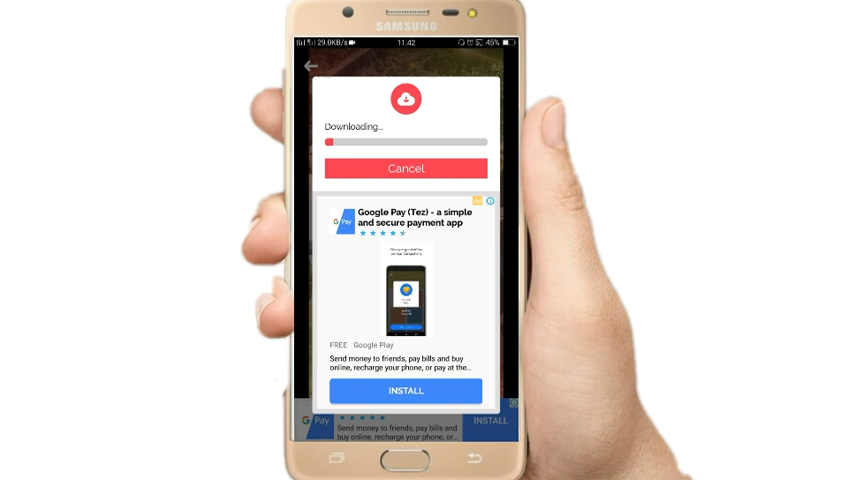 SAMSUNG
29.0KB/s 11:42 45%
Downloading...
Cancel
Ad
Google Pay (Tez) - a simple
and secure payment app
G Pay
FREE Google Play
Send money to friends, pay bills and buy
online, recharge your phone, or pay at the...
INSTALL
G Pay
INSTALL
Send money to friends, pay bills and
buy online, recharge your phone, or...